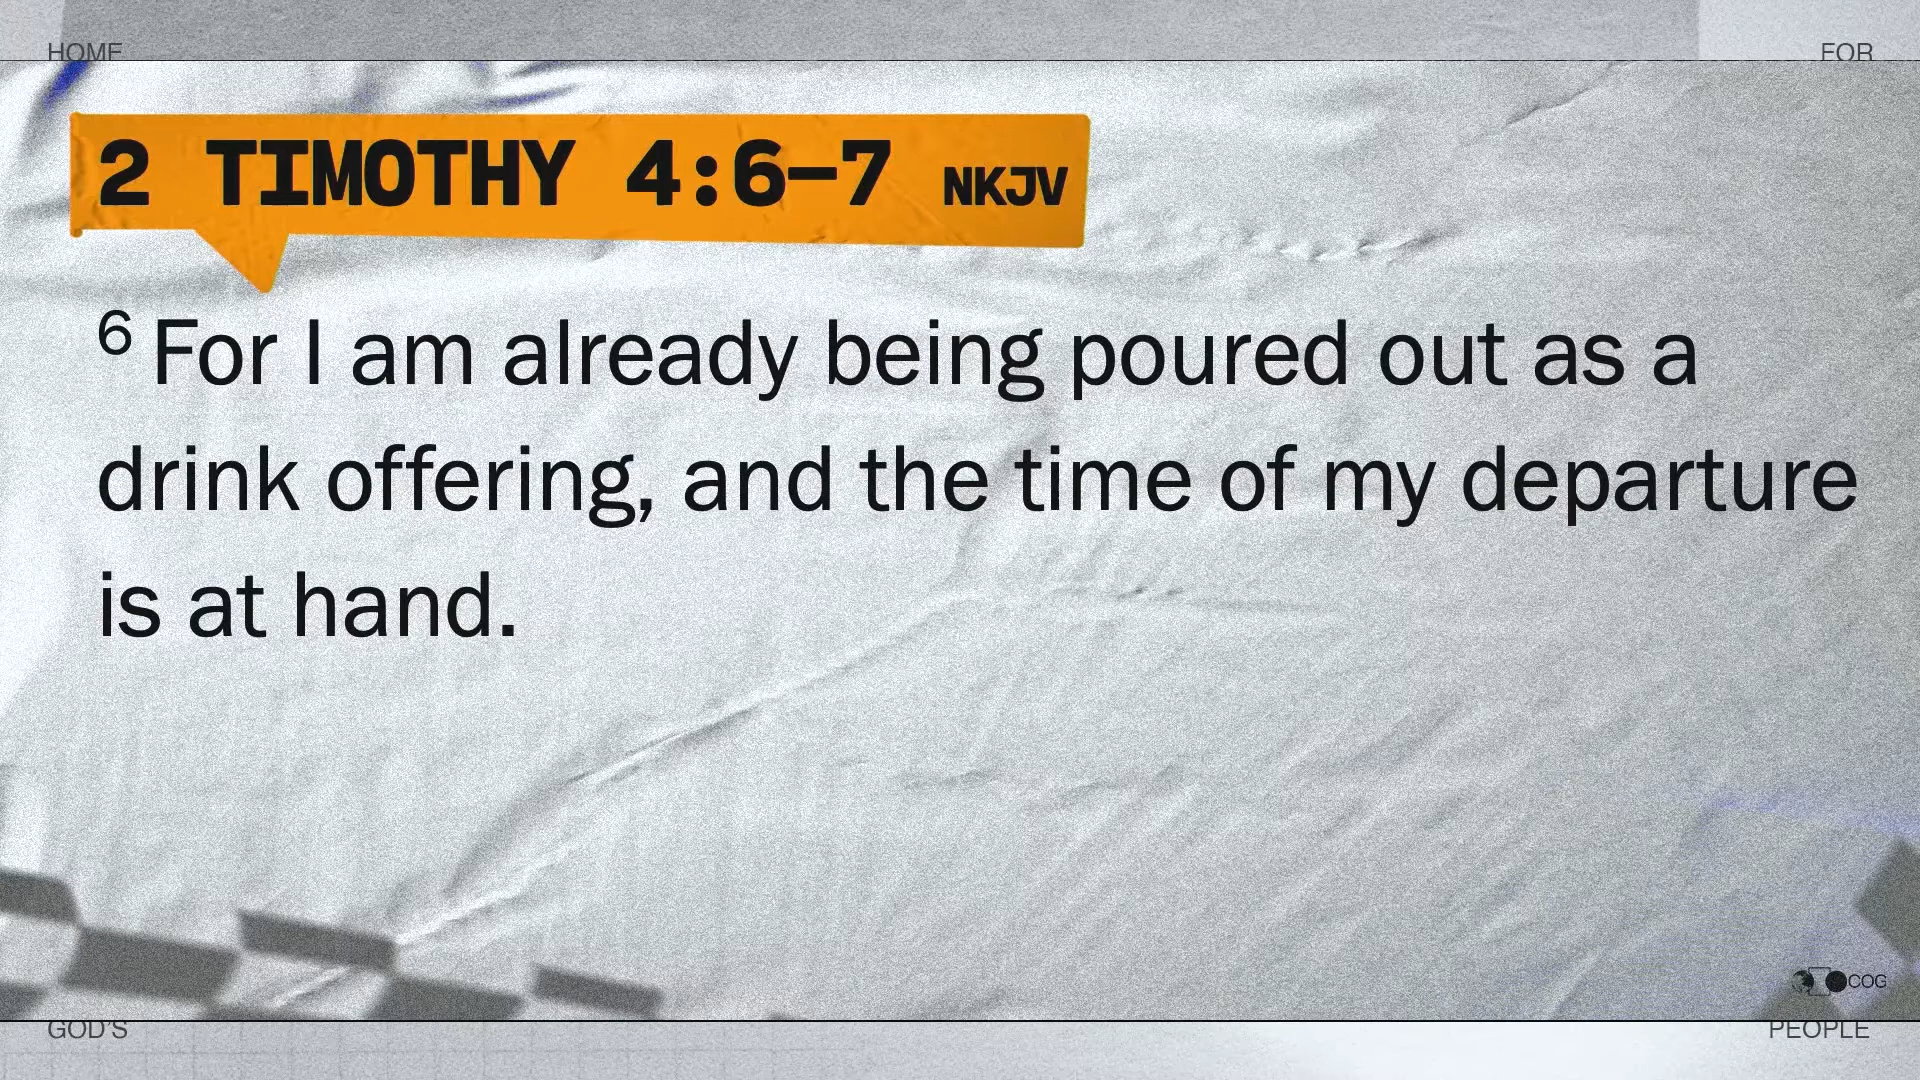 HOME
FOR
2 TIMOTHY 4:6–7 NKJV
6 For I am already being poured out as a
drink offering, and the time of my departure
is at hand.
COG
GOD'S
PEOPLE